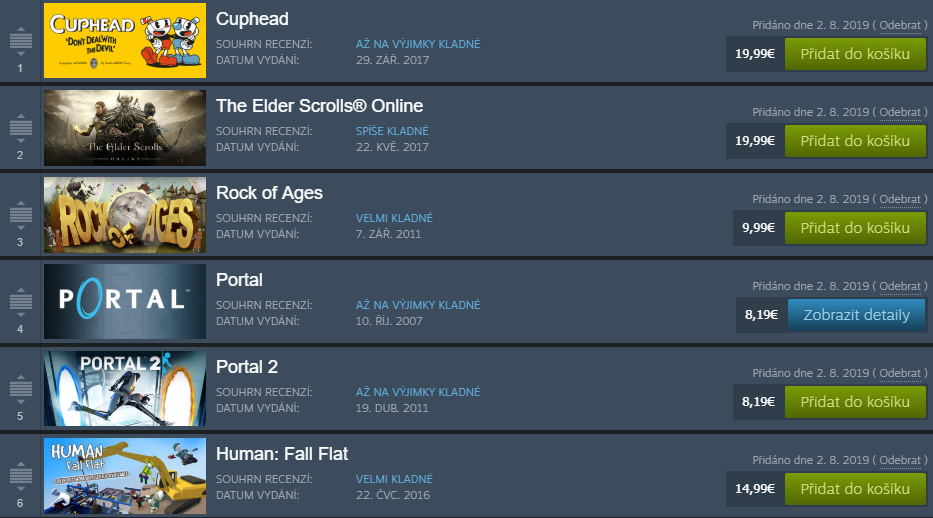 CUPHEAD
"DON'T DEAL WITH
THE DEVIL"
1
Cuphead
SOUHRN RECENZÍ: AŽ NA VÝJIMKY KLADNÉ
DATUM VYDÁNÍ: 29. ZÁŘ. 2017
Přidáno dne 2. 8. 2019 ( Odebrat )
19,99€ Přidat do košíku
The Elder Scrolls
ONLINE
2
The Elder Scrolls® Online
SOUHRN RECENZÍ: SPÍŠE KLADNÉ
DATUM VYDÁNÍ: 22. KVĚ. 2017
Přidáno dne 2. 8. 2019 ( Odebrat )
19,99€ Přidat do košíku
ROCK OF AGES
3
Rock of Ages
SOUHRN RECENZÍ: VELMI KLADNÉ
DATUM VYDÁNÍ: 7. ZÁŘ. 2011
Přidáno dne 2. 8. 2019 ( Odebrat )
9,99€ Přidat do košíku
PORTAL™
4
Portal
SOUHRN RECENZÍ: AŽ NA VÝJIMKY KLADNÉ
DATUM VYDÁNÍ: 10. ŘÍJ. 2007
Přidáno dne 2. 8. 2019 ( Odebrat )
8,19€ Zobrazit detaily
PORTAL 2
5
Portal 2
SOUHRN RECENZÍ: AŽ NA VÝJIMKY KLADNÉ
DATUM VYDÁNÍ: 19. DUB. 2011
Přidáno dne 2. 8. 2019 ( Odebrat )
8,19€ Přidat do košíku
HUMAN
fall flat
6
Human: Fall Flat
SOUHRN RECENZÍ: VELMI KLADNÉ
DATUM VYDÁNÍ: 22. ČVC. 2016
Přidáno dne 2. 8. 2019 ( Odebrat )
14,99€ Přidat do košíku